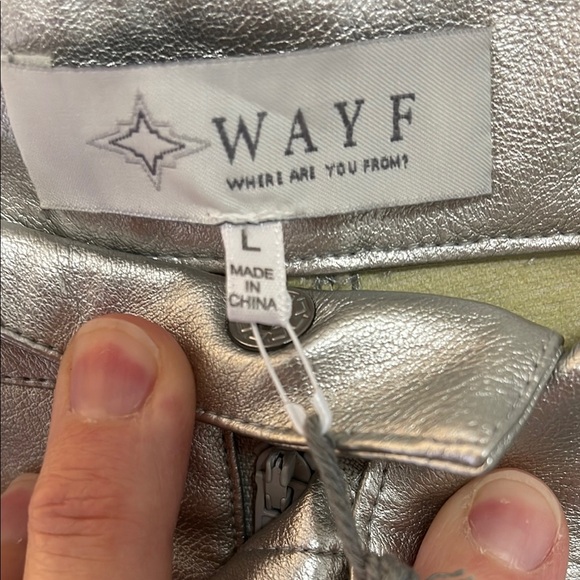 WAYF
WHERE ARE YOU FROM?
L
MADE
IN
CHINA